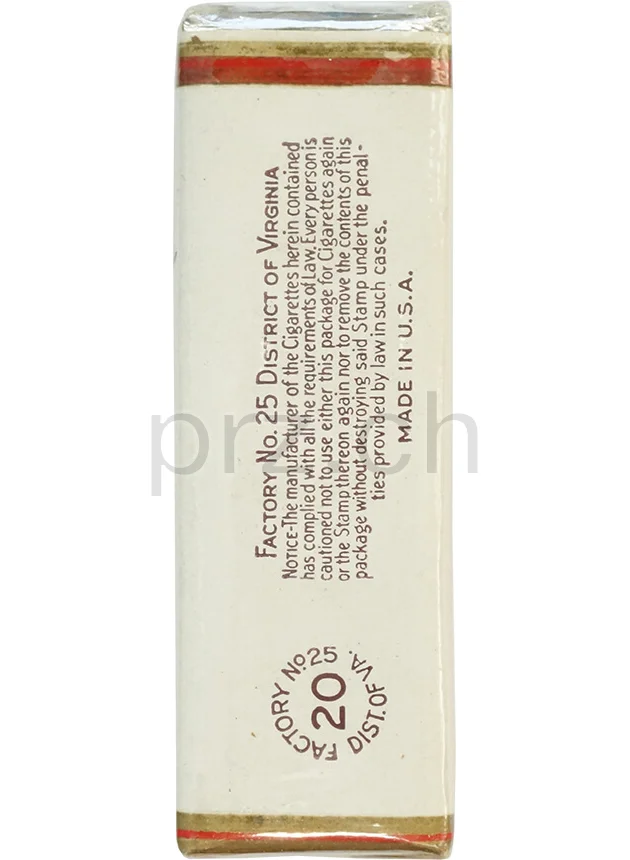 FACTORY No. 25 DISTRICT OF VIRGINIA
NOTICE-The manufacturer of the Cigarettes herein contained
has complied with all the requirements of Law. Every person is
cautioned not to use either this package for Cigarettes again
or the Stamp thereon again nor to remove the contents of this
package without destroying said Stamp under the penal-
ties provided by law in such cases.
MADE IN U.S.A.
FACTORY No 25
20
DIST. OF VA.
prz.ch